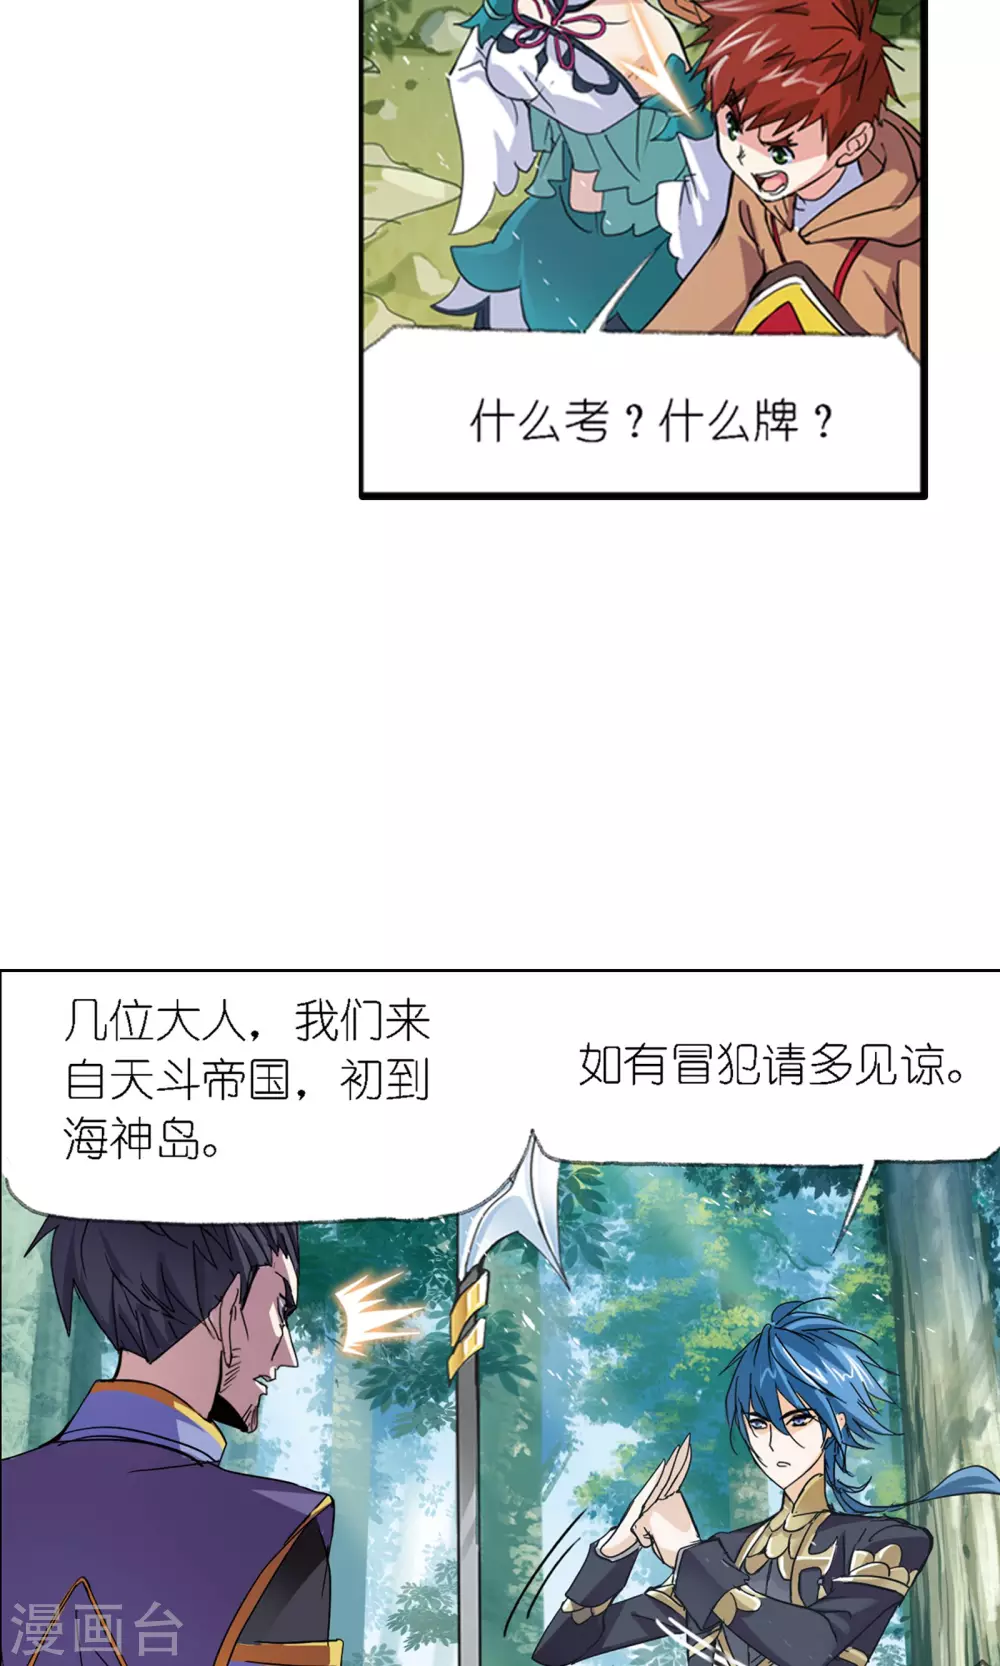 什么考？什么牌？
几位大人，我们来
自天斗帝国，初到
海神岛。
如有冒犯请多见谅。
漫画台